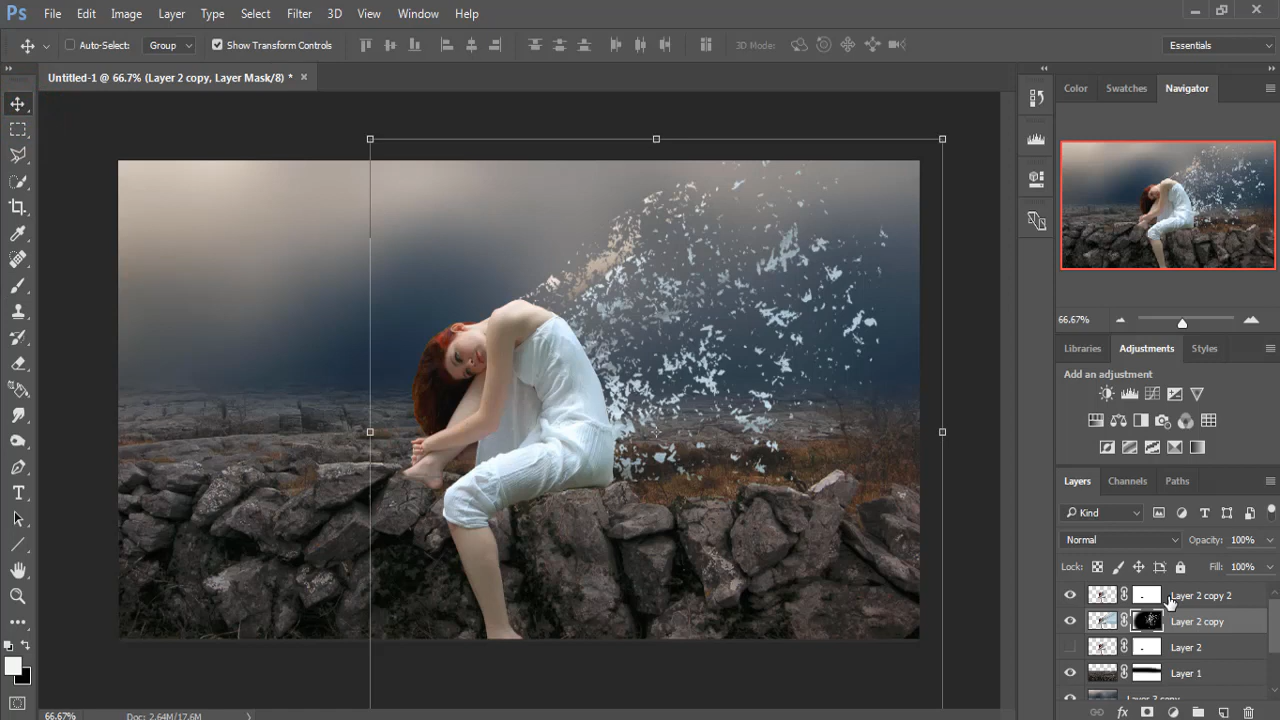 Ps File Edit Image Layer Type Select Filter 3D View Window Help
Auto-Select: Group Show Transform Controls 3D Mode: Essentials
Untitled-1 @ 66.7% (Layer 2 copy, Layer Mask/8) *
Color Swatches Navigator
66.67%
Libraries Adjustments Styles
Add an adjustment
Layers Channels Paths
Kind
Normal Opacity: 100%
Lock: Fill: 100%
Layer 2 copy 2
Layer 2 copy
Layer 2
Layer 1
66.67% Doc: 2.64M/17.6M